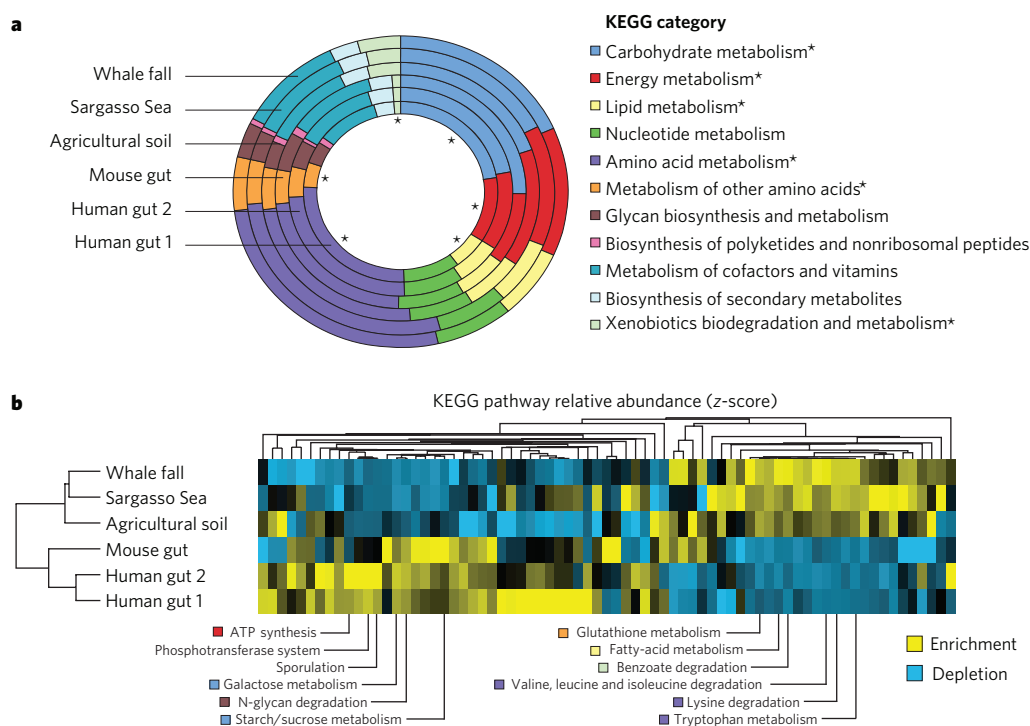 a
Whale fall
Sargasso Sea
Agricultural soil
Mouse gut
Human gut 2
Human gut 1
*
*
*
*
*
*
KEGG category
Carbohydrate metabolism*
Energy metabolism*
Lipid metabolism*
Nucleotide metabolism
Amino acid metabolism*
Metabolism of other amino acids*
Glycan biosynthesis and metabolism
Biosynthesis of polyketides and nonribosomal peptides
Metabolism of cofactors and vitamins
Biosynthesis of secondary metabolites
Xenobiotics biodegradation and metabolism*
b
KEGG pathway relative abundance (z-score)
Whale fall
Sargasso Sea
Agricultural soil
Mouse gut
Human gut 2
Human gut 1
ATP synthesis
Phosphotransferase system
Sporulation
Galactose metabolism
N-glycan degradation
Starch/sucrose metabolism
Glutathione metabolism
Fatty-acid metabolism
Benzoate degradation
Valine, leucine and isoleucine degradation
Lysine degradation
Tryptophan metabolism
Enrichment
Depletion